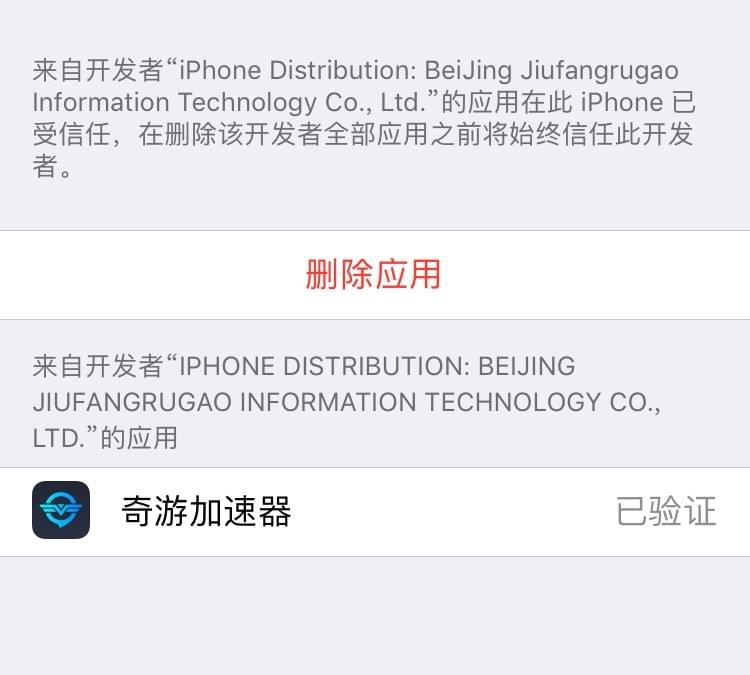 来自开发者“iPhone Distribution: BeiJing Jiufangrugao
Information Technology Co., Ltd.”的应用在此 iPhone 已
受信任，在删除该开发者全部应用之前将始终信任此开发
者。
删除应用
来自开发者“IPHONE DISTRIBUTION: BEIJING
JIUFANGRUGAO INFORMATION TECHNOLOGY CO.,
LTD.”的应用
奇游加速器 已验证